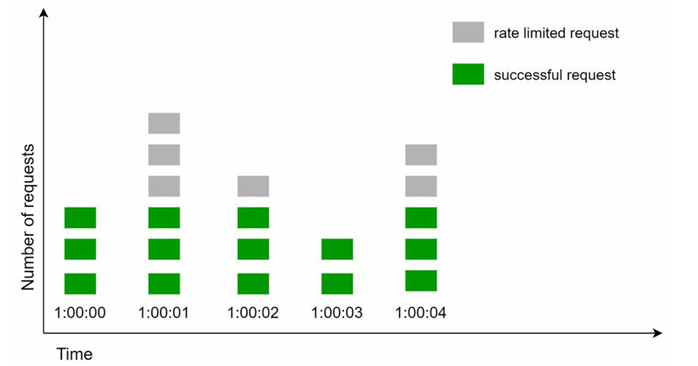 rate limited request
successful request
Number of requests
1:00:00 1:00:01 1:00:02 1:00:03 1:00:04
Time